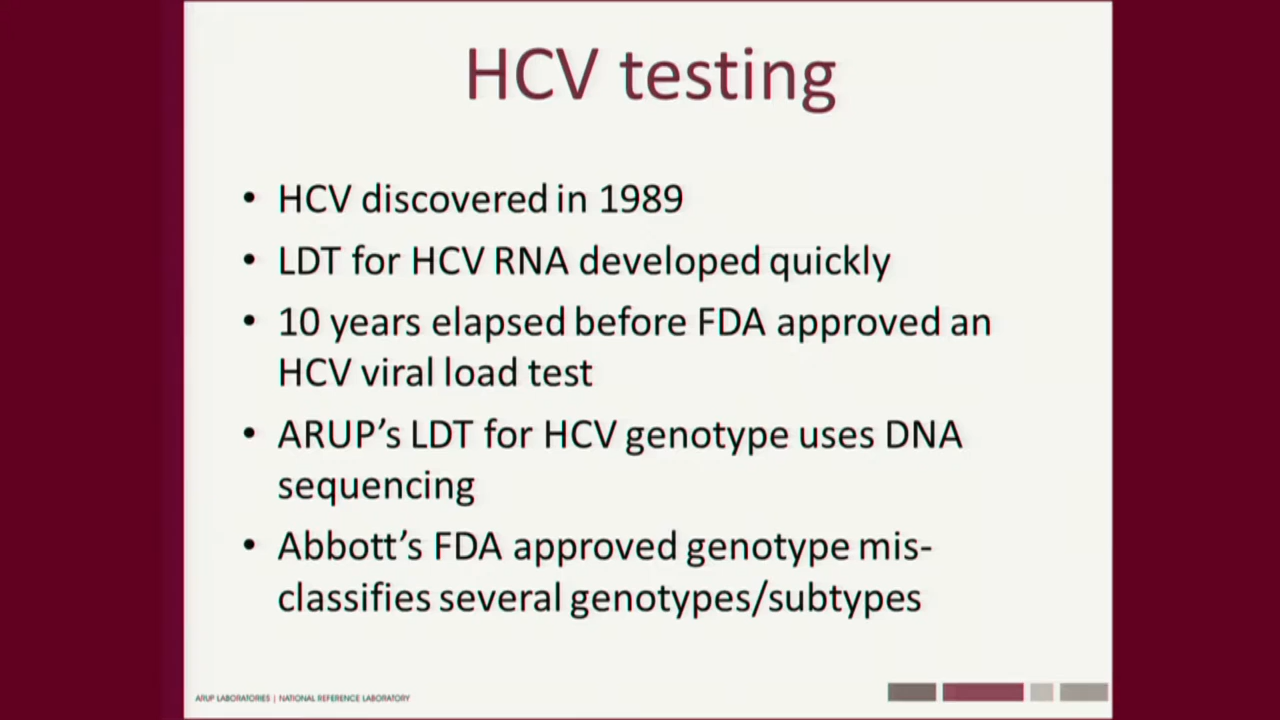 HCV testing
• HCV discovered in 1989
• LDT for HCV RNA developed quickly
• 10 years elapsed before FDA approved an
HCV viral load test
• ARUP’s LDT for HCV genotype uses DNA
sequencing
• Abbott’s FDA approved genotype mis-
classifies several genotypes/subtypes
ARUP LABORATORIES | NATIONAL REFERENCE LABORATORY